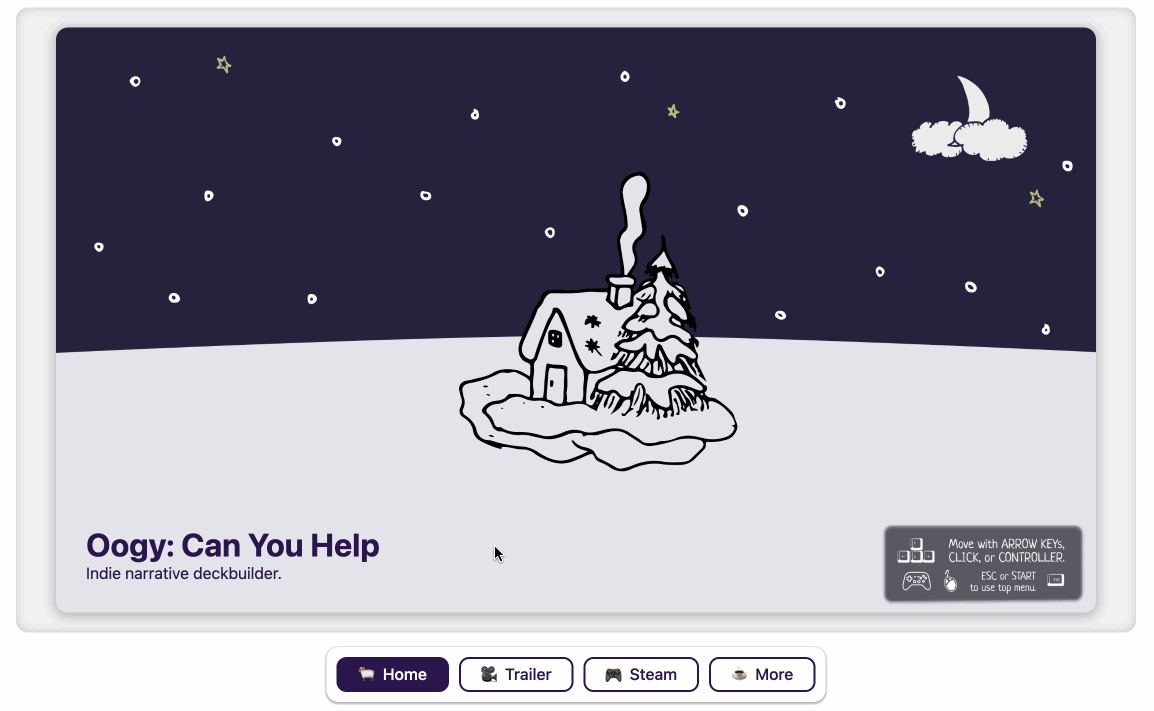 Oogy: Can You Help
Indie narrative deckbuilder.
Move with ARROW KEYs,
CLICK, or CONTROLLER.
ESC or START
to use top menu.
Home
Trailer
Steam
More